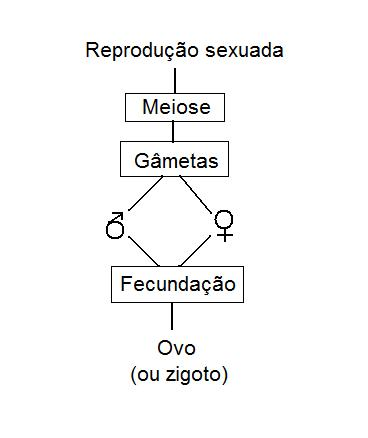 Reprodução sexuada
Meiose
Gâmetas
♂ ♀
Fecundação
Ovo
(ou zigoto)